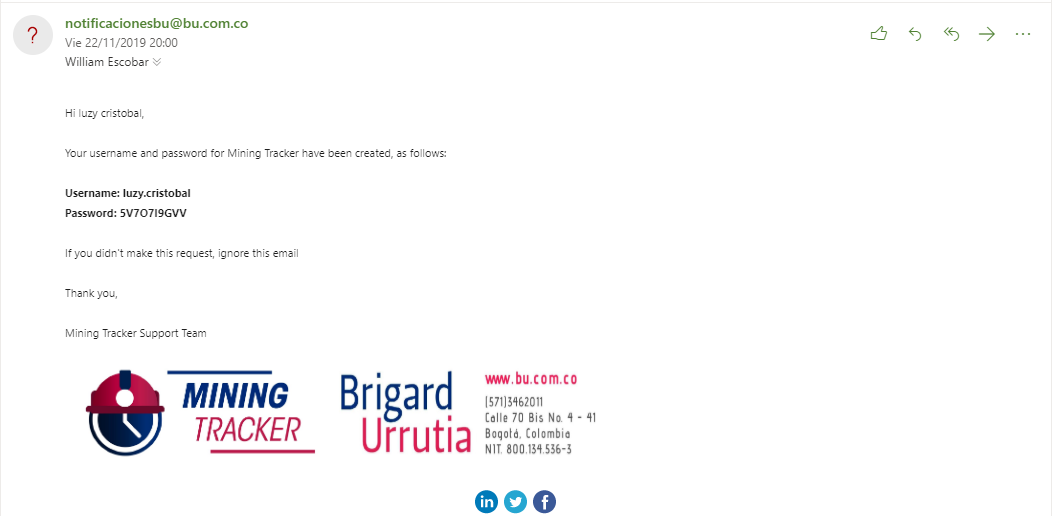 ?
notificacionesbu@bu.com.co
Vie 22/11/2019 20:00
William Escobar
Hi luzy cristobal,
Your username and password for Mining Tracker have been created, as follows:
Username: luzy.cristobal
Password: 5V7O7I9GVV
If you didn't make this request, ignore this email
Thank you,
Mining Tracker Support Team
MINING
TRACKER
Brigard
Urrutia
www.bu.com.co
(571)3462011
Calle 70 Bis No. 4 - 41
Bogotá, Colombia
NIT. 800.134.536-3
in
f